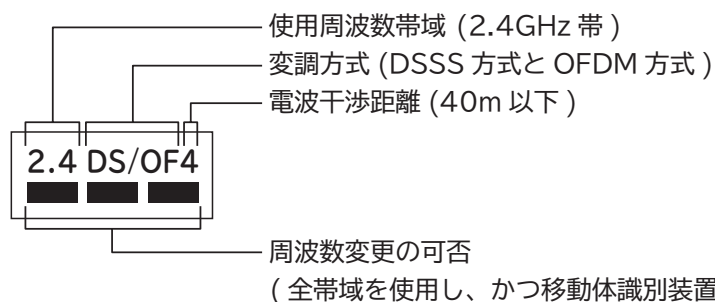 使用周波数帯域 (2.4GHz 帯 )
変調方式 (DSSS 方式と OFDM 方式 )
電波干渉距離 (40m 以下 )
2.4 DS/OF4
周波数変更の可否
( 全帯域を使用し、かつ移動体識別装置